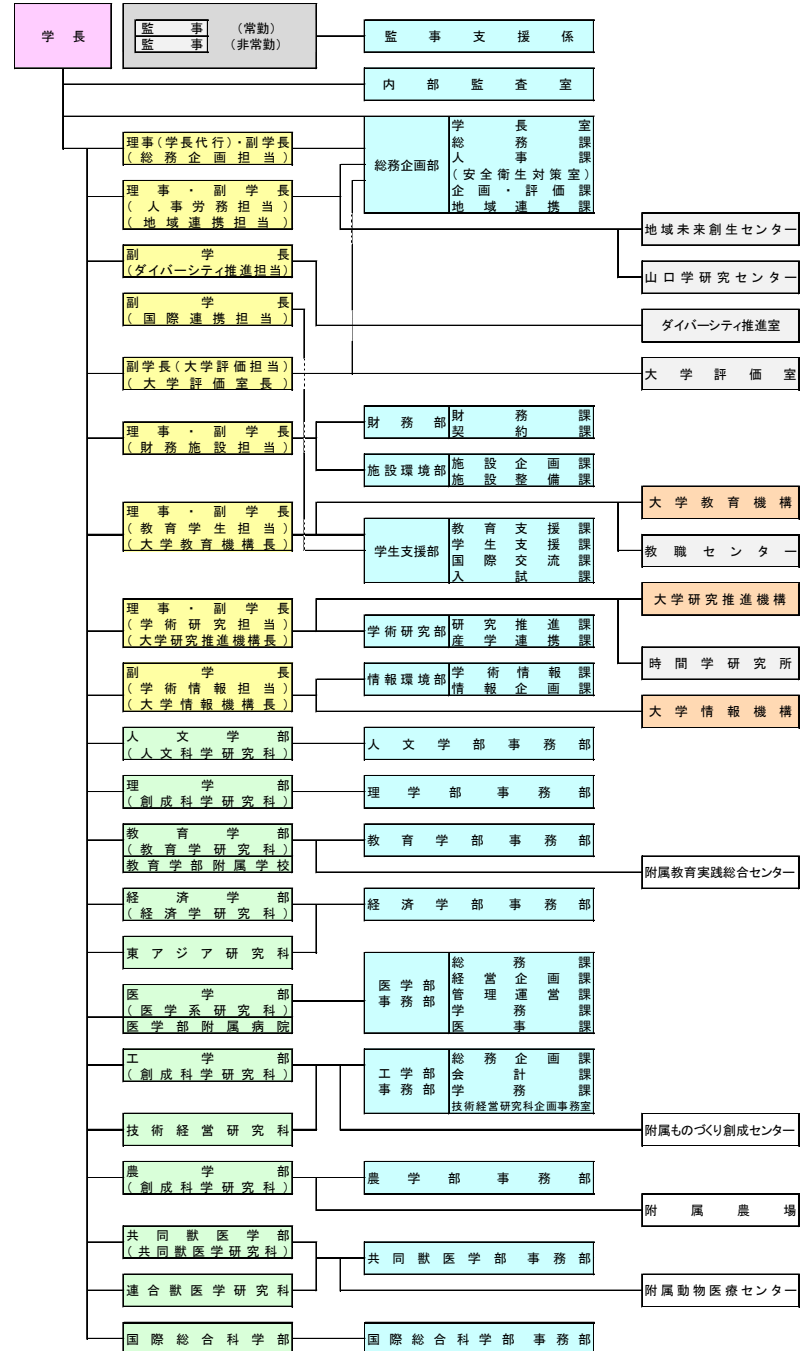 学長
監事 (常勤)
監事 (非常勤)
監事支援係
内部監査室
理事(学長代行)・副学長
(総務企画担当)
総務企画部
学長室
総務課
人事課
(安全衛生対策室)
企画・評価課
地域連携課
理事・副学長
(人事労務担当)
(地域連携担当)
地域未来創生センター
山口学研究センター
副学長
(ダイバーシティ推進担当)
ダイバーシティ推進室
副学長
(国際連携担当)
副学長(大学評価担当)
(大学評価室長)
大学評価室
理事・副学長
(財務施設担当)
財務部
財務課
契約課
施設環境部
施設企画課
施設整備課
理事・副学長
(教育学生担当)
(大学教育機構長)
学生支援部
教育支援課
学生支援課
国際交流課
入試課
大学教育機構
教職センター
理事・副学長
(学術研究担当)
(大学研究推進機構長)
学術研究部
研究推進課
産学連携課
大学研究推進機構
時間学研究所
副学長
(学術情報担当)
(大学情報機構長)
情報環境部
学術情報課
情報企画課
大学情報機構
人文学部
(人文科学研究科)
人文学部事務部
理学部
(創成科学研究科)
理学部事務部
教育学部
(教育学研究科)
教育学部附属学校
教育学部事務部
附属教育実践総合センター
経済学部
(経済学研究科)
経済学部事務部
東アジア研究科
医学部
(医学系研究科)
医学部附属病院
医学部
事務部
総務課
経営企画課
管理運営課
学務課
医事課
工学部
(創成科学研究科)
工学部
事務部
総務企画課
会計課
学務課
技術経営研究科企画事務室
技術経営研究科
附属ものづくり創成センター
農学部
(創成科学研究科)
農学部事務部
附属農場
共同獣医学部
(共同獣医学研究科)
共同獣医学部事務部
連合獣医学研究科
附属動物医療センター
国際総合科学部
国際総合科学部 事務部